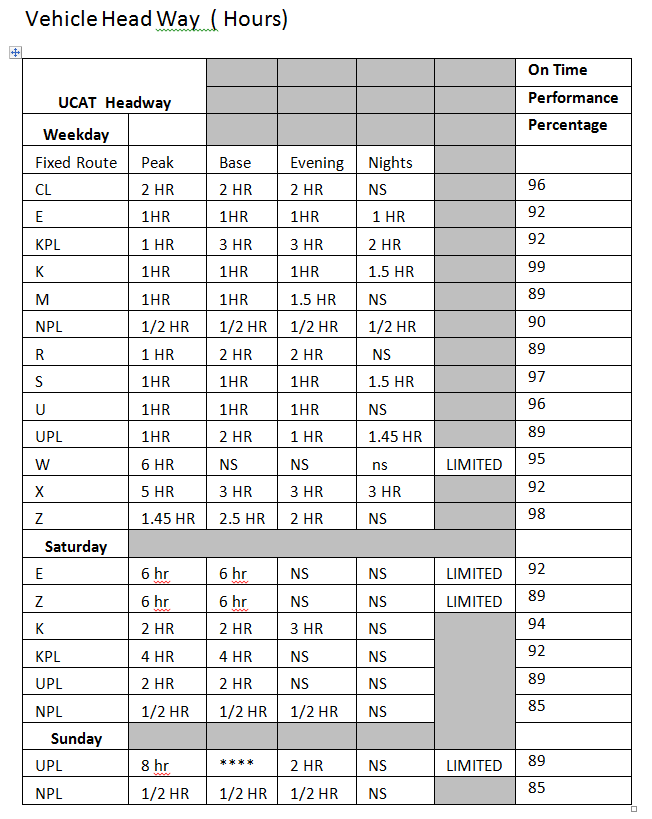 Vehicle Head Way ( Hours)
On Time
UCAT Headway
Performance
Weekday
Percentage
Fixed Route Peak Base Evening Nights
CL 2 HR 2 HR 2 HR NS 96
E 1HR 1HR 1HR 1 HR 92
KPL 1 HR 3 HR 3 HR 2 HR 92
K 1HR 1HR 1HR 1.5 HR 99
M 1HR 1HR 1.5 HR NS 89
NPL 1/2 HR 1/2 HR 1/2 HR 1/2 HR 90
R 1 HR 2 HR 2 HR NS 89
S 1HR 1HR 1HR 1.5 HR 97
U 1HR 1HR 1HR NS 96
UPL 1HR 2 HR 1 HR 1.45 HR 89
W 6 HR NS NS ns LIMITED 95
X 5 HR 3 HR 3 HR 3 HR 92
Z 1.45 HR 2.5 HR 2 HR NS 98
Saturday
E 6 hr 6 hr NS NS LIMITED 92
Z 6 hr 6 hr NS NS LIMITED 89
K 2 HR 2 HR 3 HR NS 94
KPL 4 HR 4 HR NS NS 92
UPL 2 HR 2 HR NS NS 89
NPL 1/2 HR 1/2 HR 1/2 HR NS 85
Sunday
UPL 8 hr **** 2 HR NS LIMITED 89
NPL 1/2 HR 1/2 HR 1/2 HR NS 85